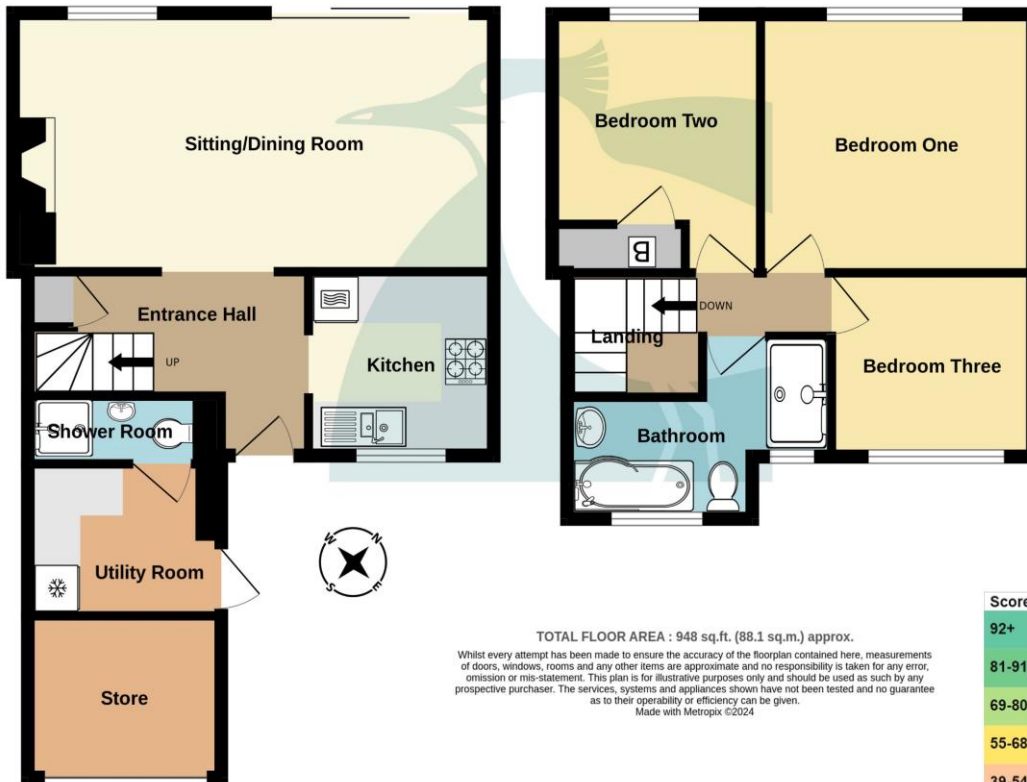 Sitting/Dining Room
Entrance Hall
UP
Kitchen
Shower Room
Utility Room
Store
Bedroom Two
Bedroom One
B
DOWN
Landing
Bedroom Three
Bathroom
N
W
E
S
TOTAL FLOOR AREA : 948 sq.ft. (88.1 sq.m.) approx.
Whilst every attempt has been made to ensure the accuracy of the floorplan contained here, measurements
of doors, windows, rooms and any other items are approximate and no responsibility is taken for any error,
omission or mis-statement. This plan is for illustrative purposes only and should be used as such by any
prospective purchaser. The services, systems and appliances shown have not been tested and no guarantee
as to their operability or efficiency can be given.
Made with Metropix ©2024
Score
92+
81-91
69-80
55-68
39-54